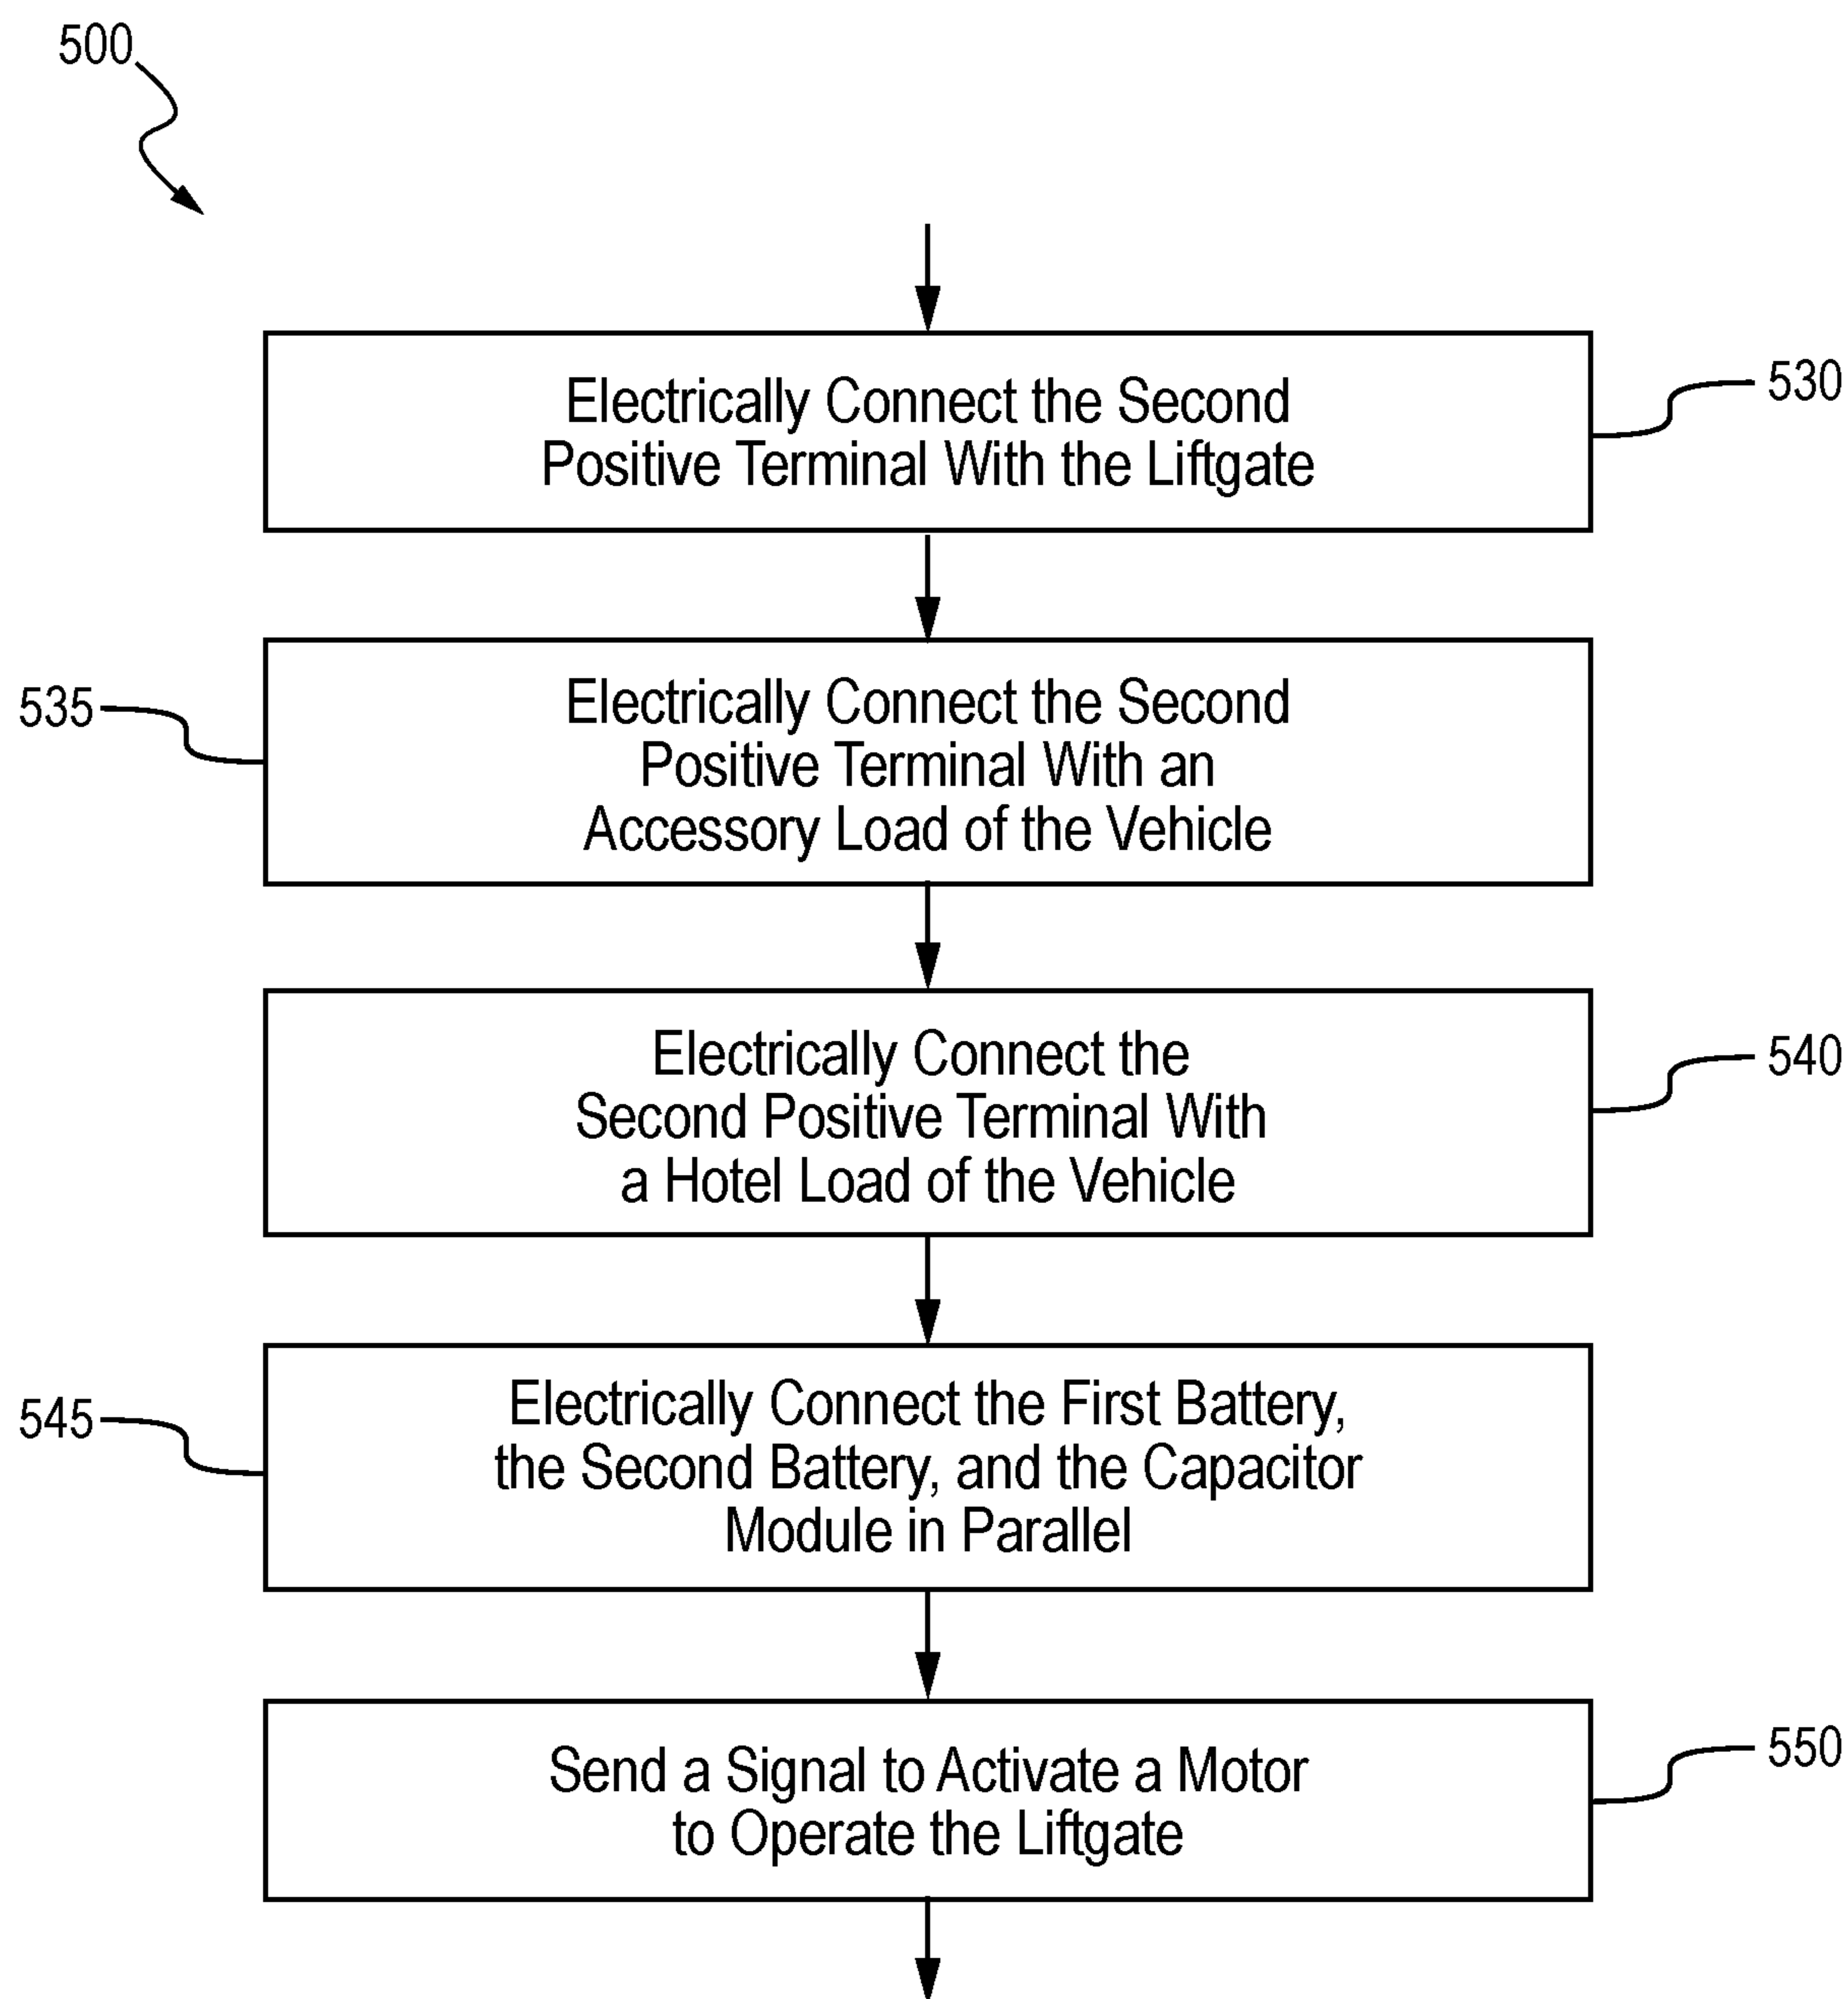 500
Electrically Connect the Second
Positive Terminal With the Liftgate
530
535
Electrically Connect the Second
Positive Terminal With an
Accessory Load of the Vehicle
Electrically Connect the
Second Positive Terminal With
a Hotel Load of the Vehicle
540
545
Electrically Connect the First Battery,
the Second Battery, and the Capacitor
Module in Parallel
Send a Signal to Activate a Motor
to Operate the Liftgate
550